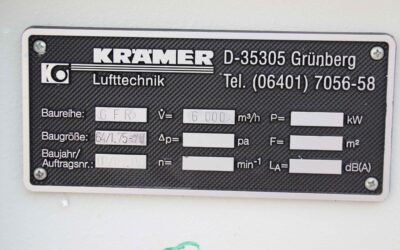 KRÄMER D-35305 Grünberg
Lufttechnik Tel. (06401) 7056-58
Baureihe: GFR V̇= 6 000 m³/h P= kW
Baugröße: Δp= pa F= m²
Baujahr/
Auftragsnr.: n= min⁻¹ LA= dB(A)